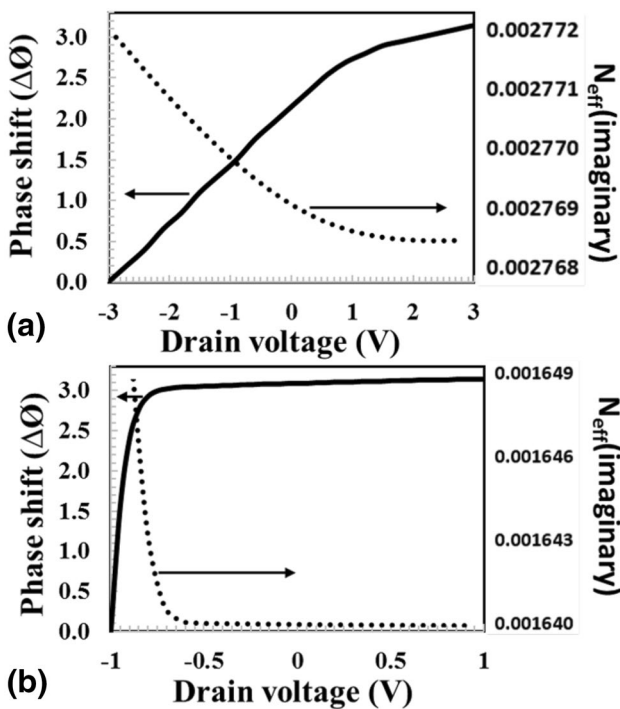 3.0
2.5
2.0
1.5
1.0
0.5
0.0
Phase shift (ΔØ)
0.002772
0.002771
0.002770
0.002769
0.002768
N_eff(imaginary)
-3 -2 -1 0 1 2 3
(a) Drain voltage (V)
3.0
2.5
2.0
1.5
1.0
0.5
0.0
Phase shift (ΔØ)
0.001649
0.001646
0.001643
0.001640
N_eff(imaginary)
-1 -0.5 0 0.5 1
(b) Drain voltage (V)